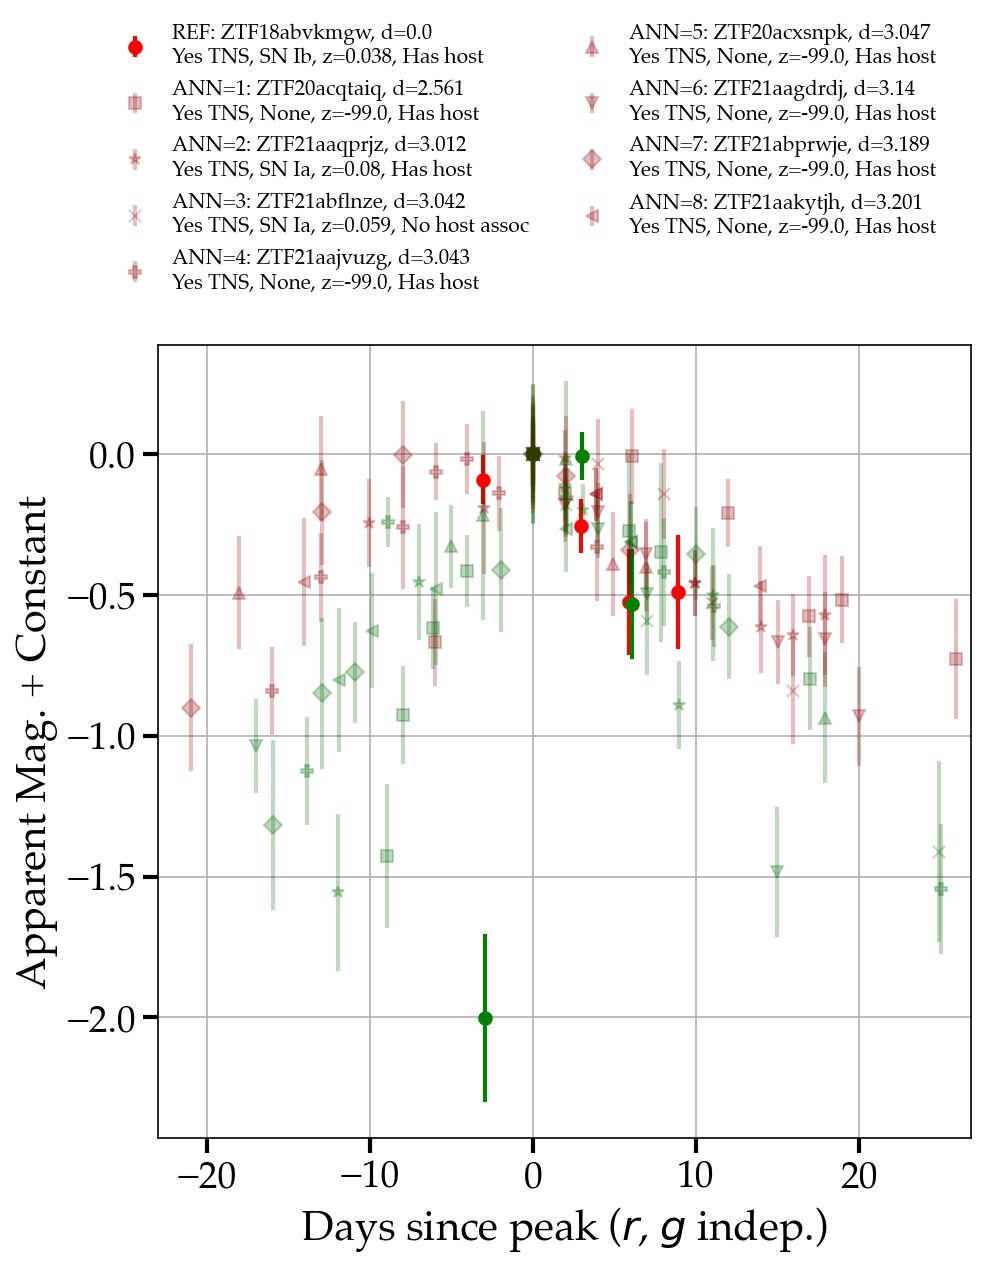 REF: ZTF18abvkmgw, d=0.0
Yes TNS, SN Ib, z=0.038, Has host
ANN=1: ZTF20acqtaiq, d=2.561
Yes TNS, None, z=-99.0, Has host
ANN=2: ZTF21aaqprjz, d=3.012
Yes TNS, SN Ia, z=0.08, Has host
ANN=3: ZTF21abflnze, d=3.042
Yes TNS, SN Ia, z=0.059, No host assoc
ANN=4: ZTF21aajvuzg, d=3.043
Yes TNS, None, z=-99.0, Has host
ANN=5: ZTF20acxsnpk, d=3.047
Yes TNS, None, z=-99.0, Has host
ANN=6: ZTF21aagdrdj, d=3.14
Yes TNS, None, z=-99.0, Has host
ANN=7: ZTF21abprwje, d=3.189
Yes TNS, None, z=-99.0, Has host
ANN=8: ZTF21aakytjh, d=3.201
Yes TNS, None, z=-99.0, Has host
Apparent Mag. + Constant
0.0
−0.5
−1.0
−1.5
−2.0
−20
−10
0
10
20
Days since peak (r, g indep.)